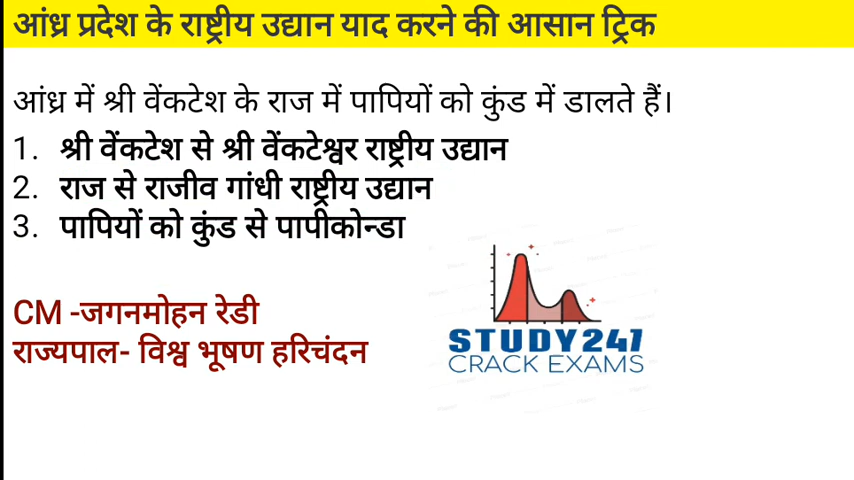 आंध्र प्रदेश के राष्ट्रीय उद्यान याद करने की आसान ट्रिक
आंध्र में श्री वेंकटेश के राज में पापियों को कुंड में डालते हैं।
1. श्री वेंकटेश से श्री वेंकटेश्वर राष्ट्रीय उद्यान
2. राज से राजीव गांधी राष्ट्रीय उद्यान
3. पापियों को कुंड से पापीकोन्डा
CM -जगनमोहन रेडी
राज्यपाल- विश्व भूषण हरिचंदन
STUDY247
CRACK EXAMS